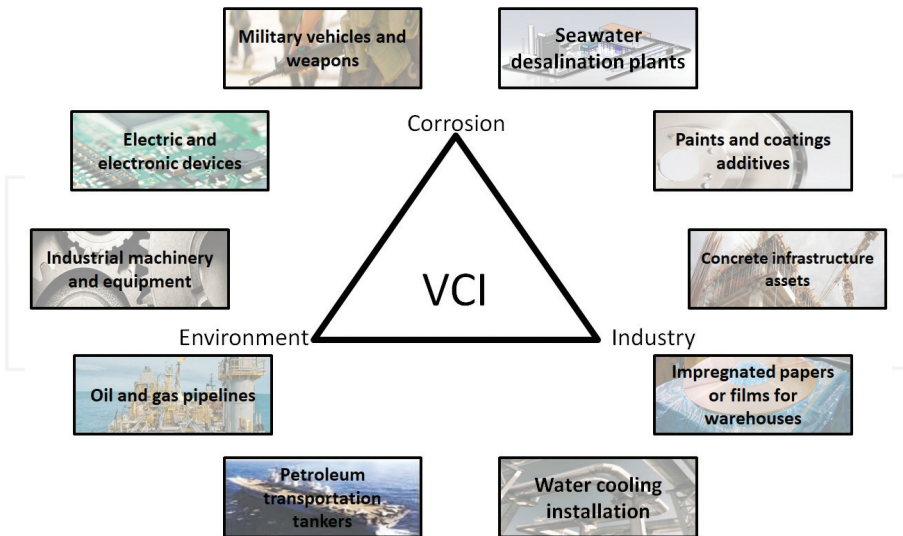 Military vehicles and
weapons
Seawater
desalination plants
Electric and
electronic devices
Corrosion
Paints and coatings
additives
Industrial machinery
and equipment
VCI
Concrete infrastructure
assets
Environment
Industry
Oil and gas pipelines
Impregnated papers
or films for
warehouses
Petroleum
transportation
tankers
Water cooling
installation